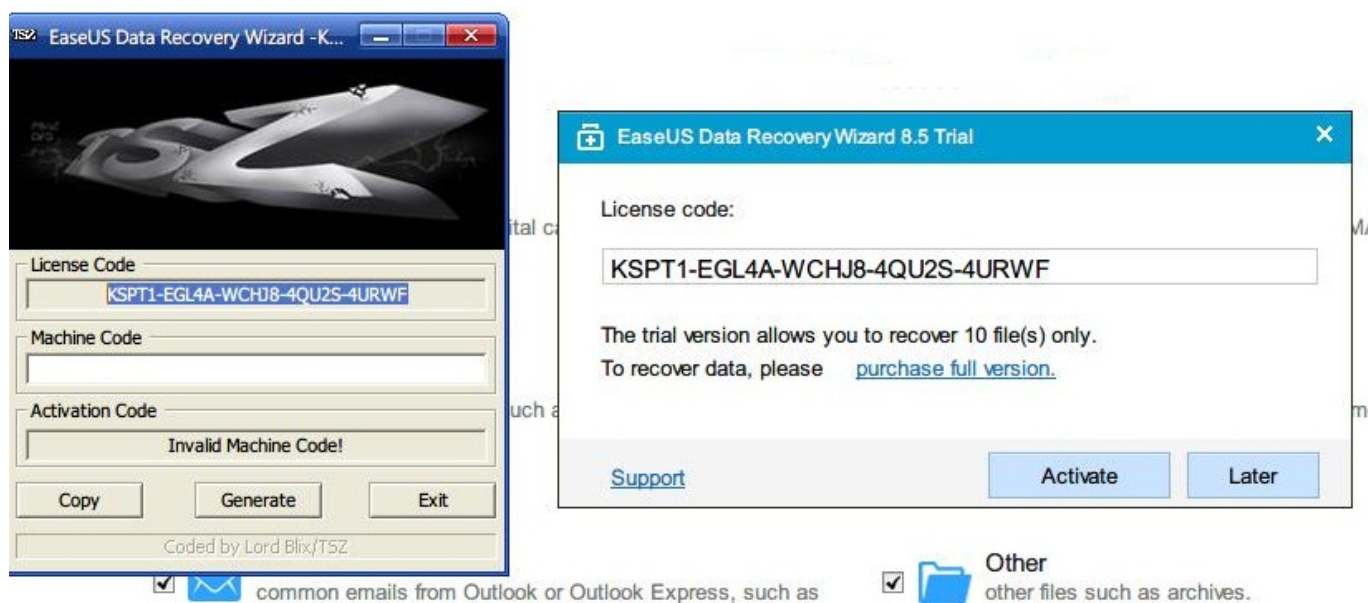 TSZ EaseUS Data Recovery Wizard -K...
License Code
KSPT1-EGL4A-WCHJ8-4QU2S-4URWF
Machine Code
Activation Code
Invalid Machine Code!
Copy Generate Exit
Coded by Lord Blix/TSZ
EaseUS Data Recovery Wizard 8.5 Trial
License code:
KSPT1-EGL4A-WCHJ8-4QU2S-4URWF
The trial version allows you to recover 10 file(s) only.
To recover data, please purchase full version.
Support Activate Later
common emails from Outlook or Outlook Express, such as
Other
other files such as archives.